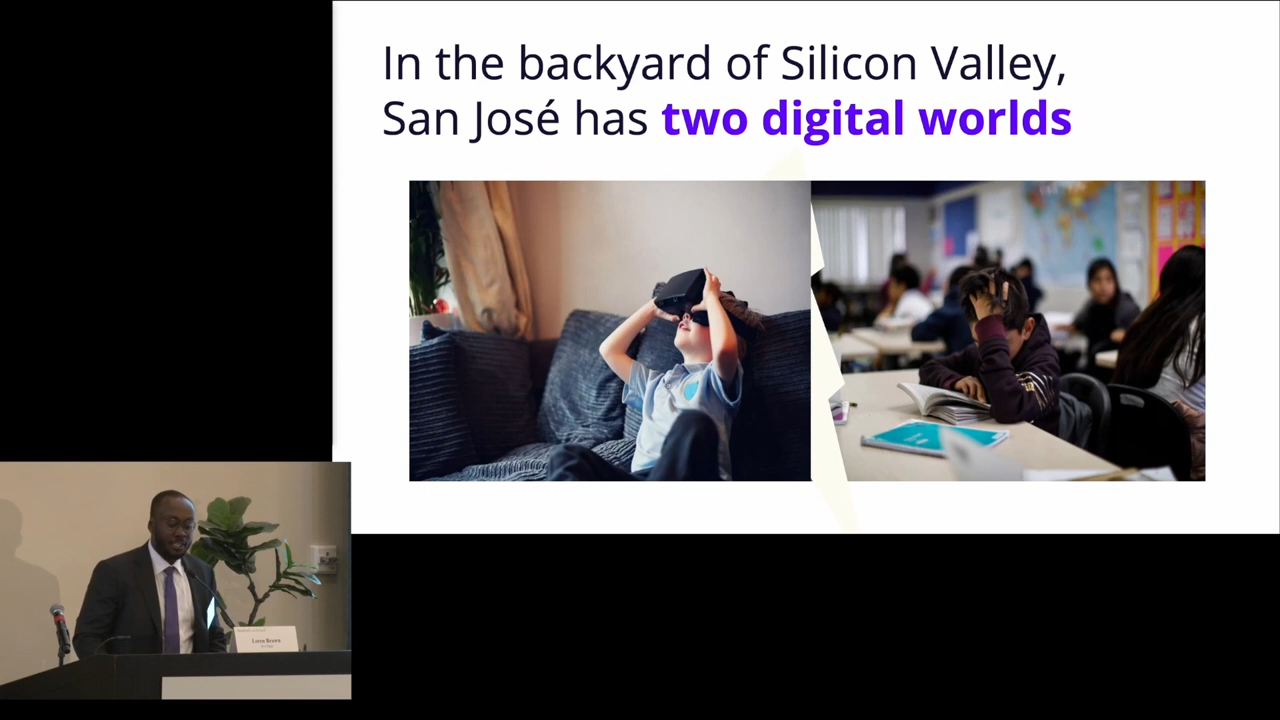 In the backyard of Silicon Valley,
San José has two digital worlds